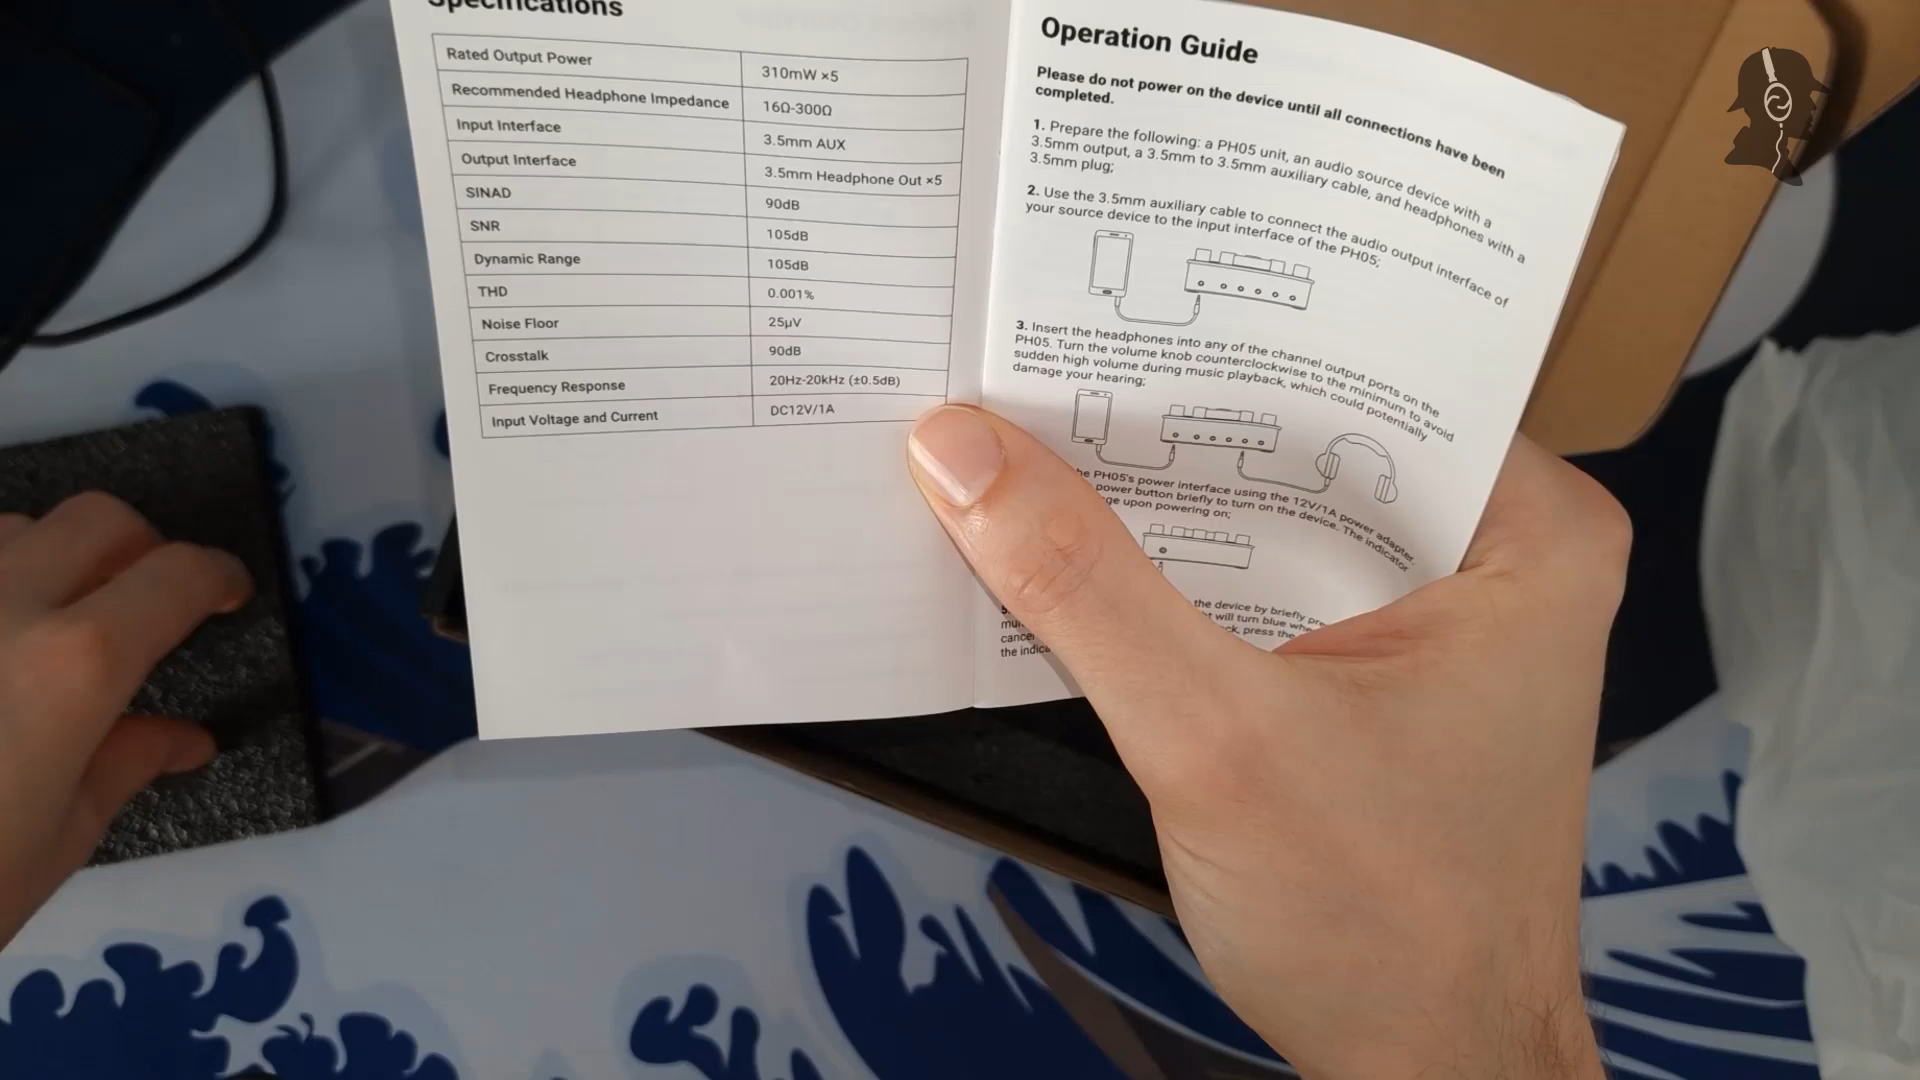 Specifications
Rated Output Power 310mW ×5
Recommended Headphone Impedance 16Ω-300Ω
Input Interface 3.5mm AUX
Output Interface 3.5mm Headphone Out ×5
SINAD 90dB
SNR 105dB
Dynamic Range 105dB
THD 0.001%
Noise Floor 25μV
Crosstalk 90dB
Frequency Response 20Hz-20kHz (±0.5dB)
Input Voltage and Current DC12V/1A
Operation Guide
Please do not power on the device until all connections have been
completed.
1. Prepare the following: a PH05 unit, an audio source device with a
3.5mm output, a 3.5mm to 3.5mm auxiliary cable, and headphones with a
3.5mm plug;
2. Use the 3.5mm auxiliary cable to connect the audio output interface of
your source device to the input interface of the PH05;
3. Insert the headphones into any of the channel output ports on the
PH05. Turn the volume knob counterclockwise to the minimum to avoid
sudden high volume during music playback, which could potentially
damage your hearing;
PH05's power interface using the 12V/1A power adapter.
power button briefly to turn on the device. The indicator
upon powering on;
the device by briefly
will turn blue
press the
cancel
the